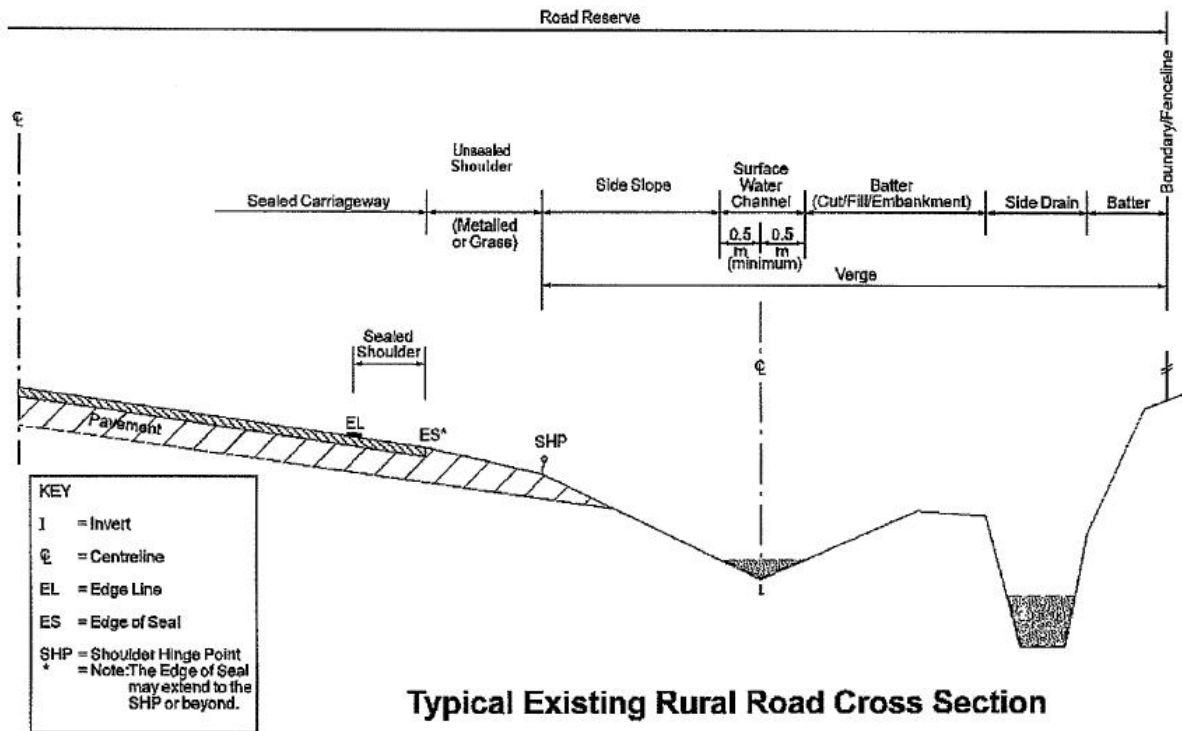 Road Reserve
Boundary/Fenceline
℄
Unsealed
Shoulder
(Metalled
or Grass)
Sealed Carriageway
Side Slope
Surface
Water
Channel
0.5
m
0.5
m
(minimum)
Batter
(Cut/Fill/Embankment)
Side Drain
Batter
Verge
Sealed
Shoulder
℄
Pavement
EL
ES*
SHP
I
KEY
I = Invert
℄ = Centreline
EL = Edge Line
ES = Edge of Seal
SHP = Shoulder Hinge Point
* = Note:The Edge of Seal
may extend to the
SHP or beyond.
Typical Existing Rural Road Cross Section